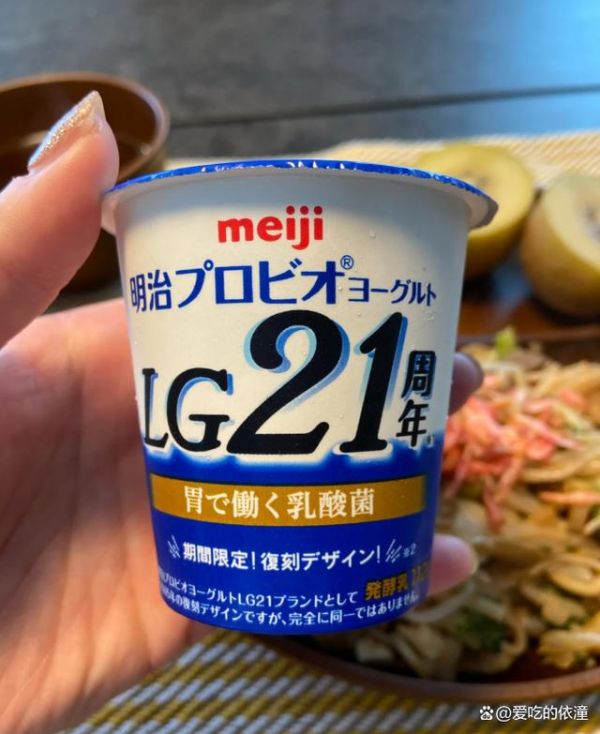 meiji
明治プロビオ®ヨーグルト
LG21周年
胃で働く乳酸菌
期間限定!復刻デザイン!※2
プロビオヨーグルトLG21ブランドとして
年の復刻デザインですが、完全に同一ではありません
発酵乳
@爱吃的依潼